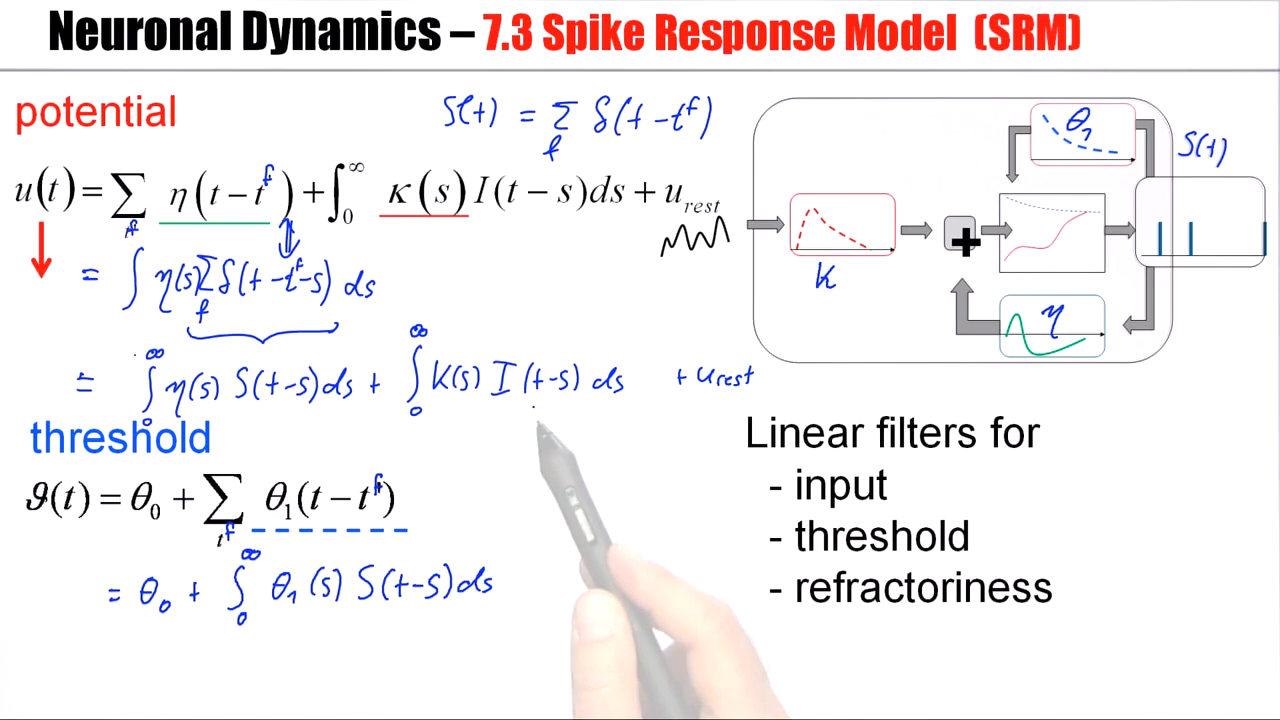 Neuronal Dynamics – 7.3 Spike Response Model (SRM)
potential
S(t) = Σ_f δ(t - t^f)
u(t) = Σ_f η(t - t^f) + ∫_0^∞ κ(s) I(t - s)ds + u_rest
= ∫ η(s) Σ_f δ(t - t^f - s) ds
= ∫_0^∞ η(s) S(t-s) ds + ∫_0^∞ K(s) I(t-s) ds + u_rest
threshold
ϑ(t) = θ_0 + Σ_{t^f} θ_1(t - t^f)
= θ_0 + ∫_0^∞ θ_1(s) S(t-s) ds
θ_1
S(t)
K
+
η
Linear filters for
- input
- threshold
- refractoriness